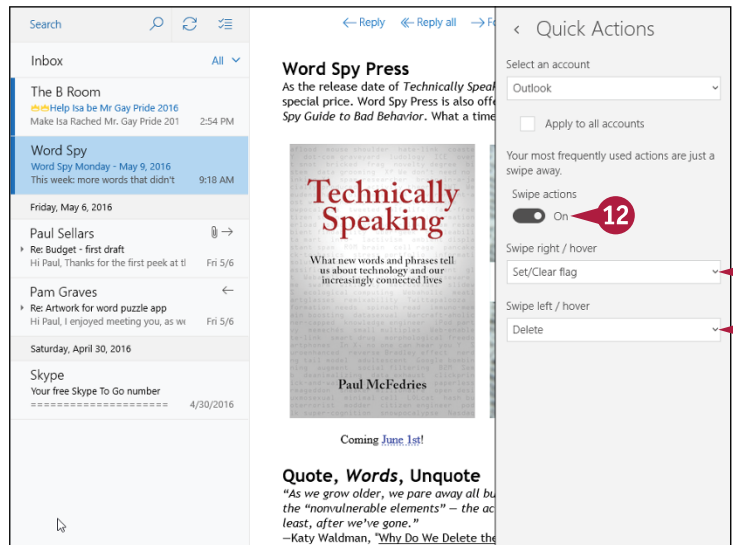 Search
Inbox
All
The B Room
Help Isa be Mr Gay Pride 2016
Make Isa Rached Mr. Gay Pride 201
2:54 PM
Word Spy
Word Spy Monday - May 9, 2016
This week: more words that didn't
9:18 AM
Friday, May 6, 2016
Paul Sellars
Re: Budget - first draft
Hi Paul, Thanks for the first peek at tl
Fri 5/6
Pam Graves
Re: Artwork for word puzzle app
Hi Paul, I enjoyed meeting you, as we
Fri 5/6
Saturday, April 30, 2016
Skype
Your free Skype To Go number
======================
4/30/2016
Reply
Reply all
Fo
Word Spy Press
As the release date of Technically Speak
special price. Word Spy Press is also offe
Spy Guide to Bad Behavior. What a time
Technically
Speaking
What new words and phrases tell
us about technology and our
increasingly connected lives
Paul McFedries
Coming June 1st!
Quote, Words, Unquote
"As we grow older, we pare away all bu
the "nonvulnerable elements" — the ac
least, after we've gone."
—Katy Waldman, "Why Do We Delete the
Quick Actions
Select an account
Outlook
Apply to all accounts
Your most frequently used actions are just a
swipe away.
Swipe actions
On
12
Swipe right / hover
Set/Clear flag
Swipe left / hover
Delete